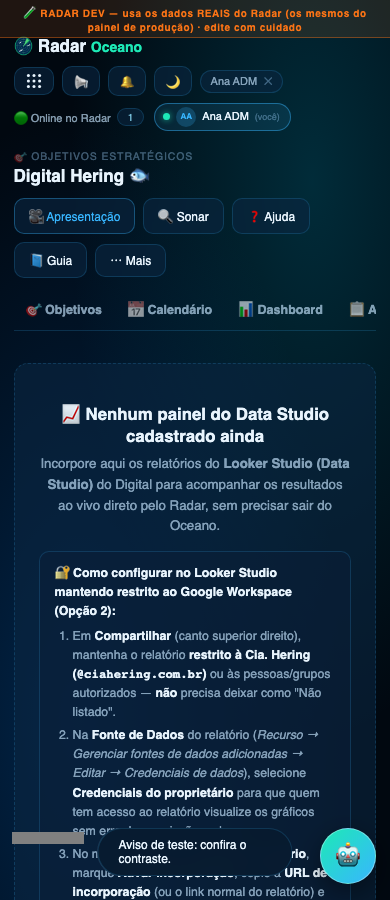 RADAR DEV — usa os dados REAIS do Radar (os mesmos do
painel de produção) · edite com cuidado
Radar Oceano
Ana ADM ✕
Online no Radar 1
AA Ana ADM (você)
OBJETIVOS ESTRATÉGICOS
Digital Hering
Apresentação
Sonar
Ajuda
Guia
··· Mais
Objetivos
Calendário
Dashboard
A
Nenhum painel do Data Studio
cadastrado ainda
Incorpore aqui os relatórios do Looker Studio (Data
Studio) do Digital para acompanhar os resultados
ao vivo direto pelo Radar, sem precisar sair do
Oceano.
Como configurar no Looker Studio
mantendo restrito ao Google Workspace
(Opção 2):
1. Em Compartilhar (canto superior direito),
mantenha o relatório restrito à Cia. Hering
(@ciahering.com.br) ou às pessoas/grupos
autorizados — não precisa deixar como "Não
listado".
2. Na Fonte de Dados do relatório (Recurso →
Gerenciar fontes de dados adicionadas →
Editar → Credenciais de dados), selecione
Credenciais do proprietário para que quem
tem acesso ao relatório visualize os gráficos
sem
Aviso de teste: confira o
contraste.
3. No
marque
URL de
incorporação (ou o link normal do relatório) e